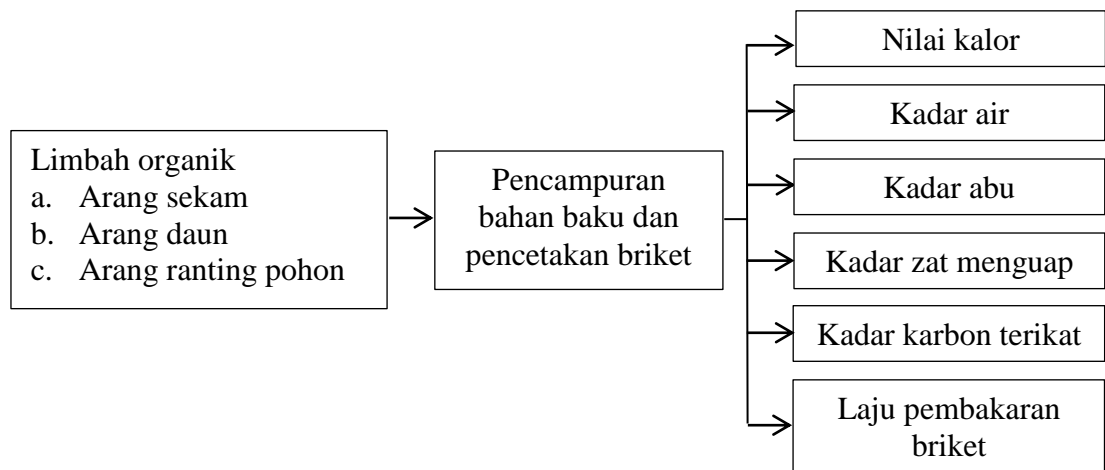 Limbah organik
a. Arang sekam
b. Arang daun
c. Arang ranting pohon
Pencampuran
bahan baku dan
pencetakan briket
Nilai kalor
Kadar air
Kadar abu
Kadar zat menguap
Kadar karbon terikat
Laju pembakaran
briket